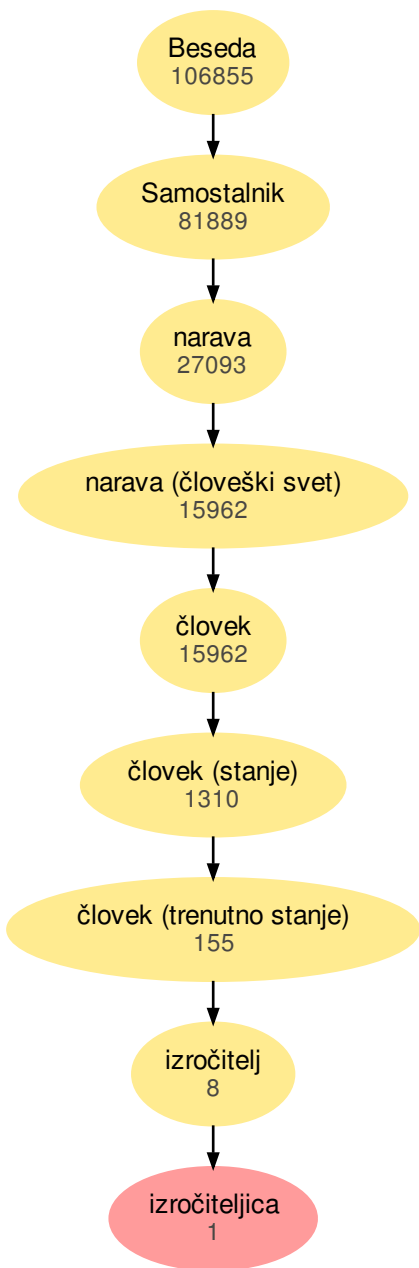 Beseda
106855
Samostalnik
81889
narava
27093
narava (človeški svet)
15962
človek
15962
človek (stanje)
1310
človek (trenutno stanje)
155
izročitelj
8
izročiteljica
1